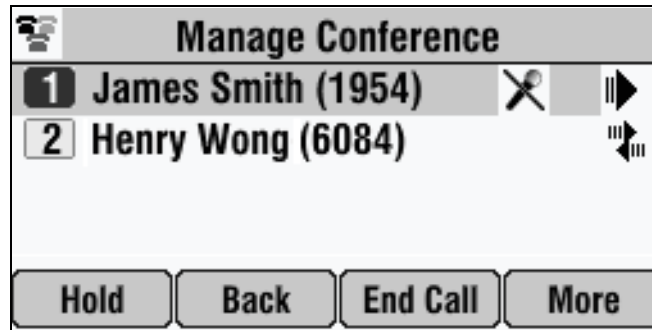 Manage Conference
1 James Smith (1954)
2 Henry Wong (6084)
Hold Back End Call More